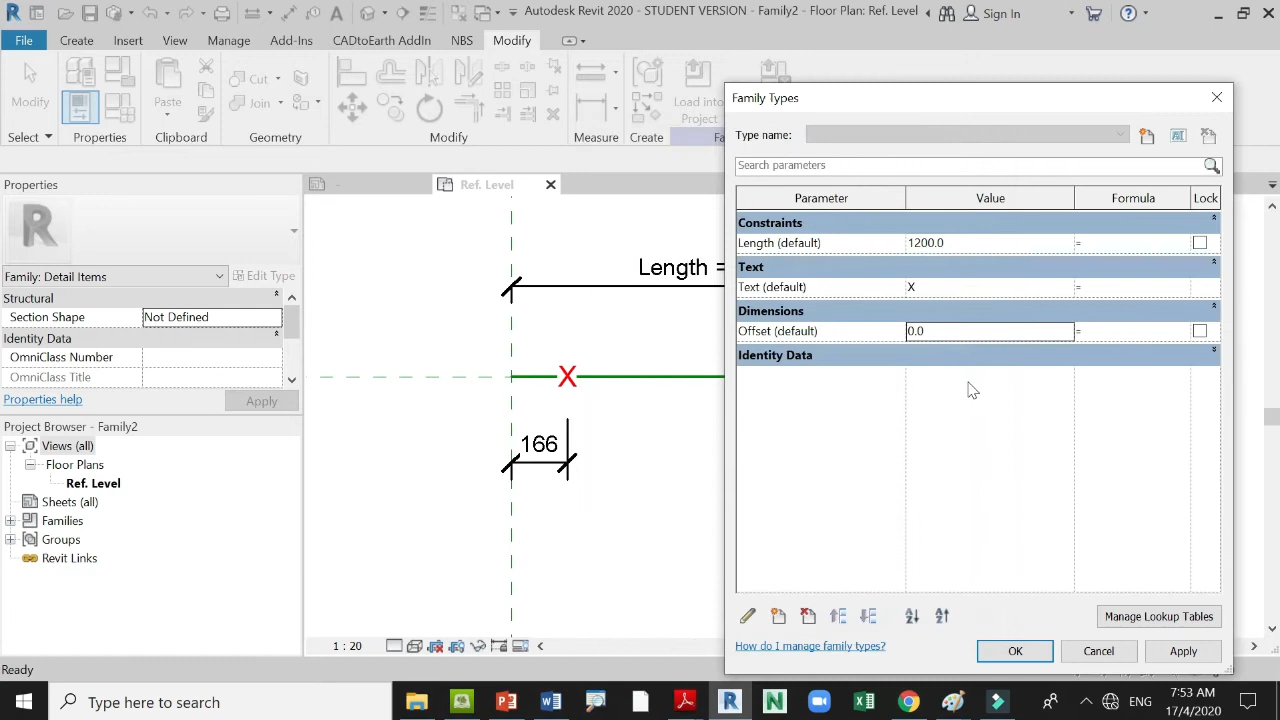 Autodesk Revit 2020 - STUDENT VERSION - Family2 - Floor Plan: Ref. Level
Sign In
File
Create
Insert
View
Manage
Add-Ins
CADtoEarth AddIn
NBS
Modify
Modify
Paste
Cut
Join
Load into
Project
Select
Properties
Clipboard
Geometry
Modify
Measure
Create
Fa
Properties
Ref. Level
R
Family: Detail Items
Edit Type
Structural
Section Shape
Not Defined
Identity Data
OmniClass Number
OmniClass Title
Properties help
Apply
Project Browser - Family2
Views (all)
Floor Plans
Ref. Level
Sheets (all)
Families
Groups
Revit Links
Length =
X
166
1 : 20
Family Types
Type name:
Search parameters
Parameter
Value
Formula
Lock
Constraints
Length (default)
1200.0
=
Text
Text (default)
X
=
Dimensions
Offset (default)
0.0
=
Identity Data
Manage Lookup Tables
How do I manage family types?
OK
Cancel
Apply
Ready
Type here to search
ENG
7:53 AM
17/4/2020